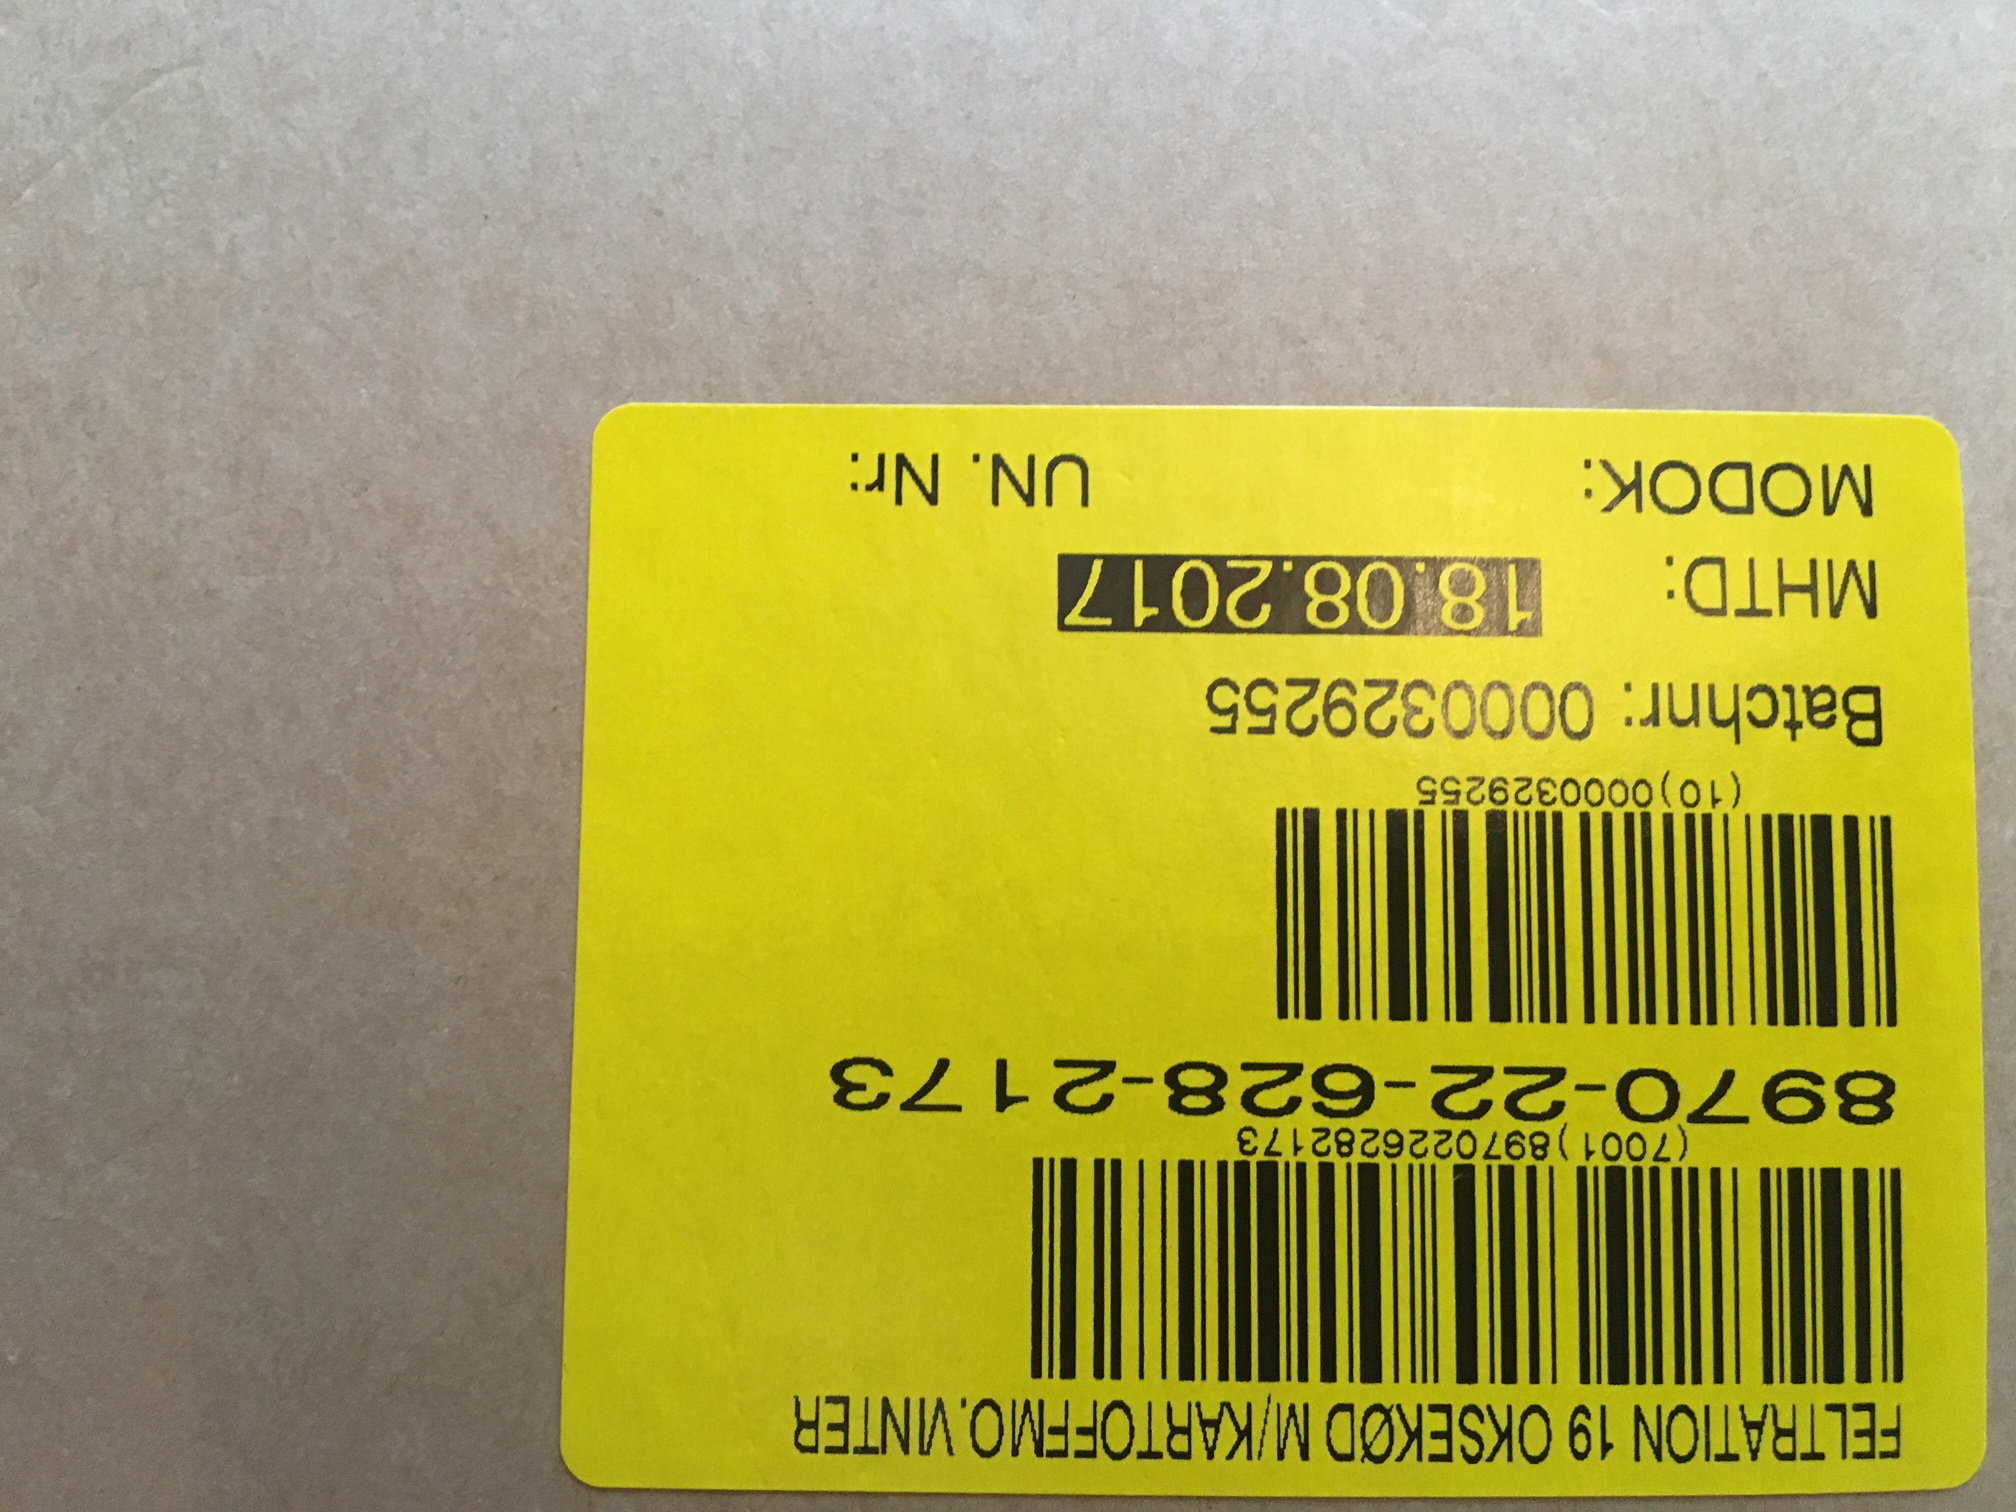 FELTRATION 19 OKSEKØD M/KARTOFFMO.VINTER
(7001)8970226282173
8970-22-628-2173
(10)0000329255
Batchnr: 0000329255
MHTD: 18.08.2017
MODOK: UN. Nr: